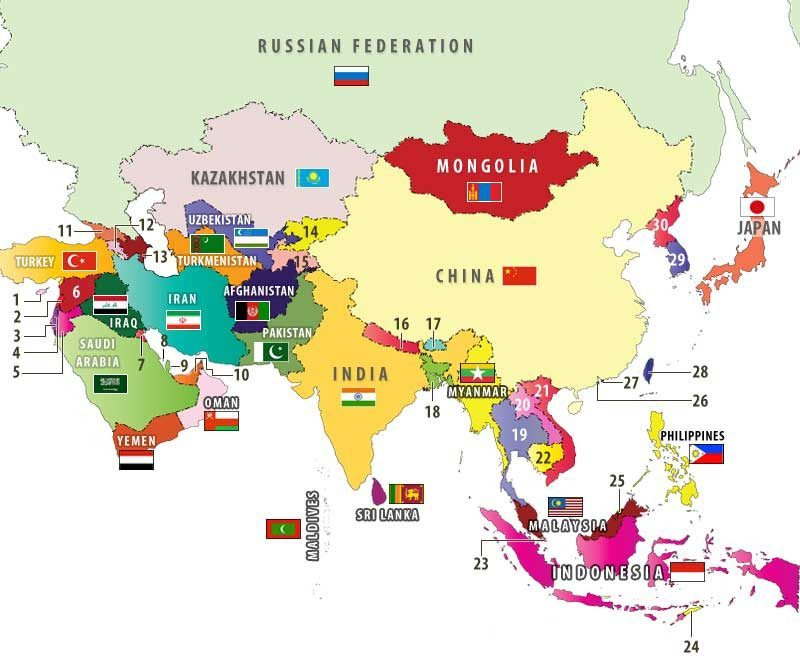 RUSSIAN FEDERATION
MONGOLIA
KAZAKHSTAN
UZBEKISTAN
14
11
12
30
JAPAN
TURKEY
13
TURKMENISTAN
15
29
CHINA
6
IRAN
AFGHANISTAN
1
2
IRAQ
PAKISTAN
16
17
3
SAUDI
ARABIA
4
5
7
8
9
10
INDIA
18
MYANMAR
27
28
26
OMAN
20
21
YEMEN
19
22
PHILIPPINES
25
MALDIVES
SRI LANKA
MALAYSIA
23
INDONESIA
24